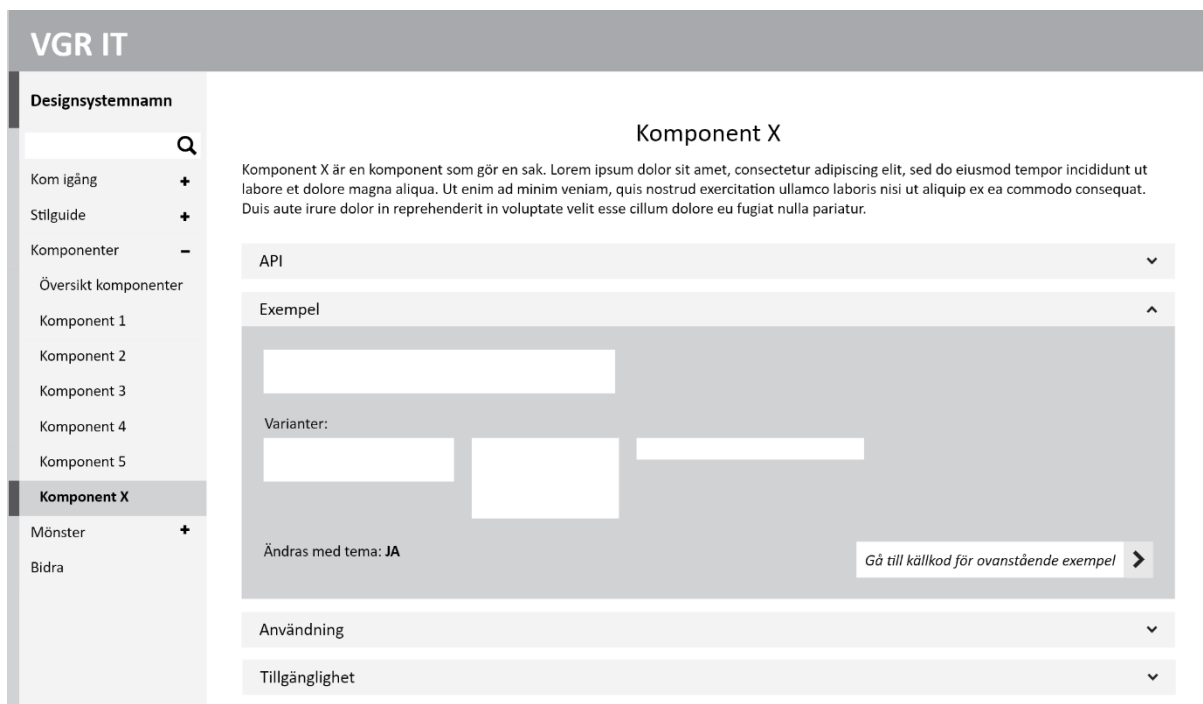 VGR IT
Designsystemnamn
Kom igång
Stilguide
Komponenter
Översikt komponenter
Komponent 1
Komponent 2
Komponent 3
Komponent 4
Komponent 5
Komponent X
Mönster
Bidra
Komponent X
Komponent X är en komponent som gör en sak. Lorem ipsum dolor sit amet, consectetur adipiscing elit, sed do eiusmod tempor incididunt ut
labore et dolore magna aliqua. Ut enim ad minim veniam, quis nostrud exercitation ullamco laboris nisi ut aliquip ex ea commodo consequat.
Duis aute irure dolor in reprehenderit in voluptate velit esse cillum dolore eu fugiat nulla pariatur.
API
Exempel
Varianter:
Ändras med tema: JA
Gå till källkod för ovanstående exempel
Användning
Tillgänglighet